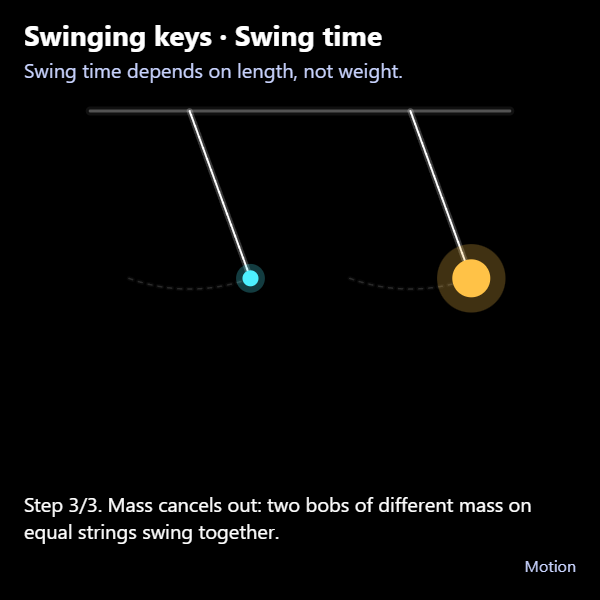 Swinging keys · Swing time
Swing time depends on length, not weight.
Step 3/3. Mass cancels out: two bobs of different mass on
equal strings swing together.
Motion